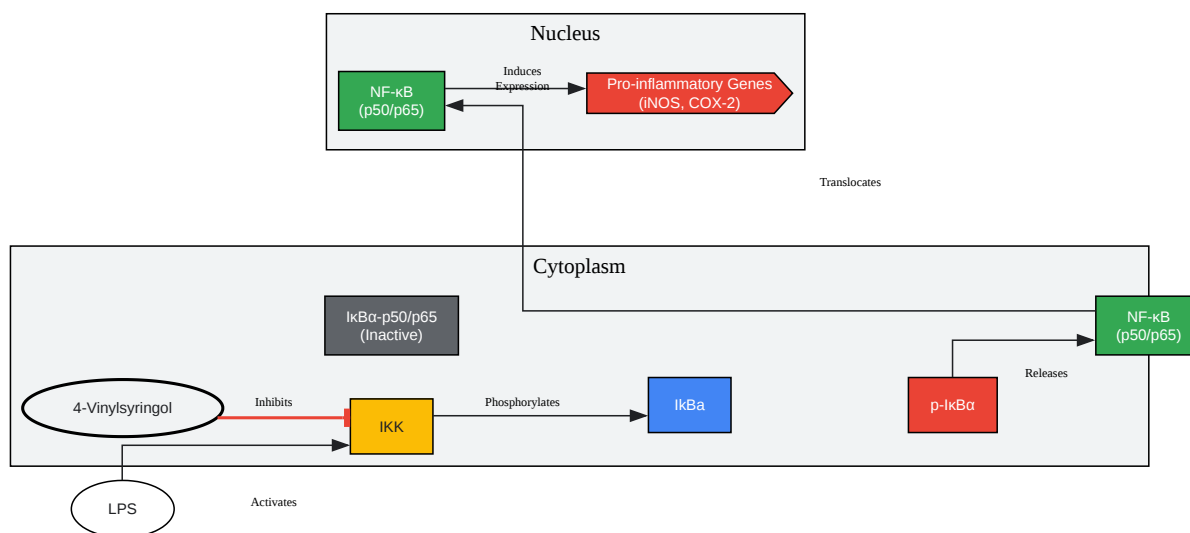 Nucleus
NF-κB
(p50/p65)
Induces
Expression
Pro-inflammatory Genes
(iNOS, COX-2)
Translocates
Cytoplasm
IκBα-p50/p65
(Inactive)
NF-κB
(p50/p65)
Releases
4-Vinylsyringol
Inhibits
IKK
Phosphorylates
IkBa
p-IκBα
LPS
Activates